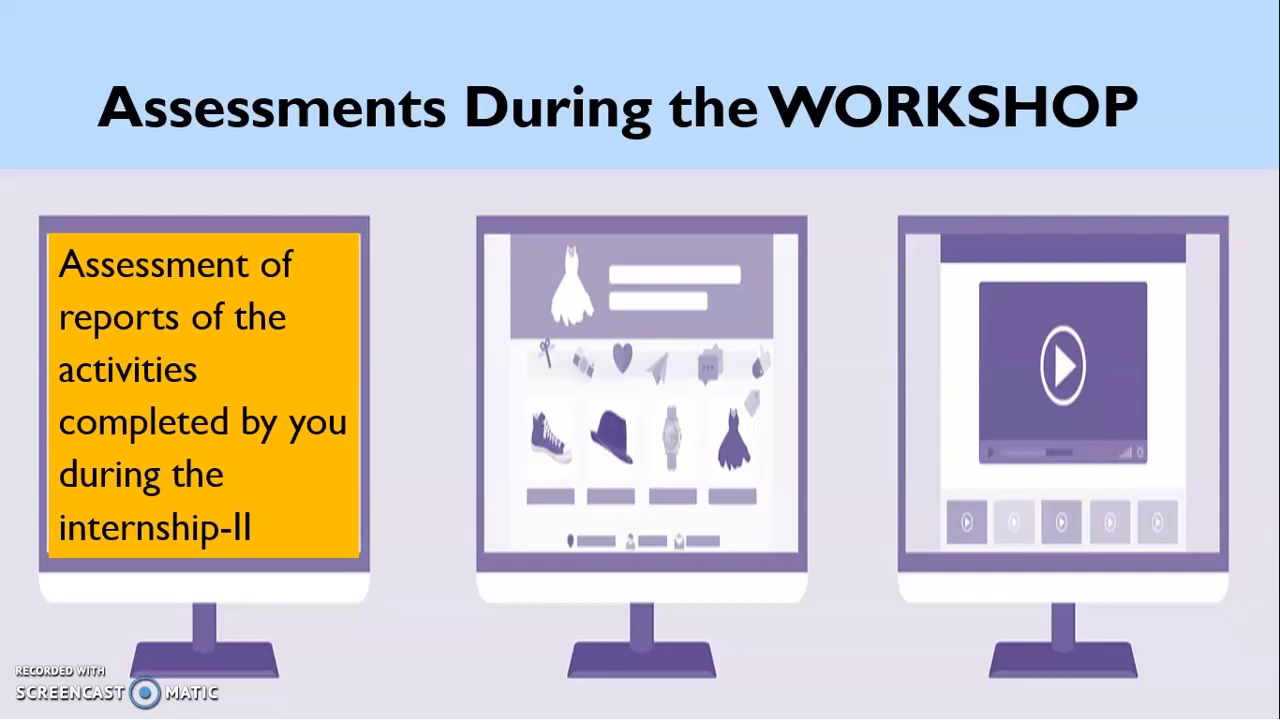 Assessments During the WORKSHOP
Assessment of
reports of the
activities
completed by you
during the
internship-II
RECORDED WITH
SCREENCAST MATIC